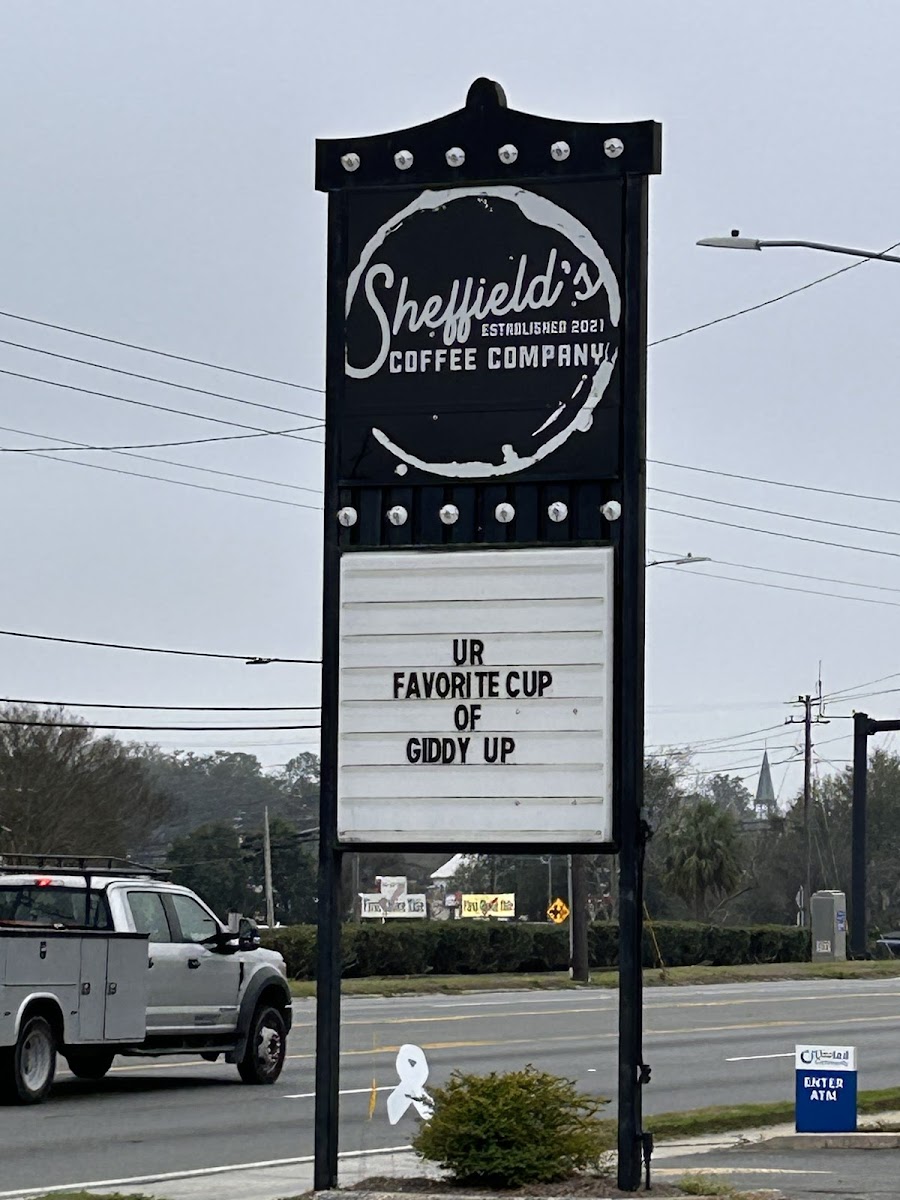 Sheffield's
ESTABLISHED 2021
COFFEE COMPANY
UR
FAVORITE CUP
OF
GIDDY UP
ENTER
ATM